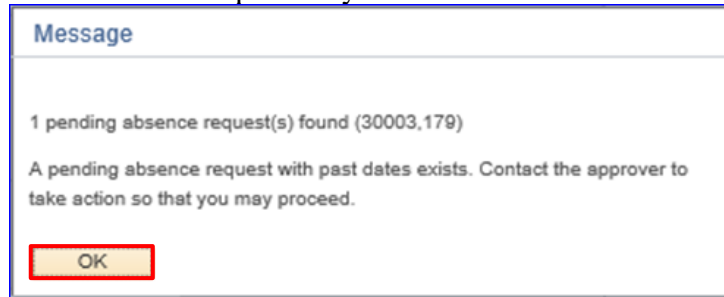 Message
1 pending absence request(s) found (30003,179)
A pending absence request with past dates exists. Contact the approver to
take action so that you may proceed.
OK